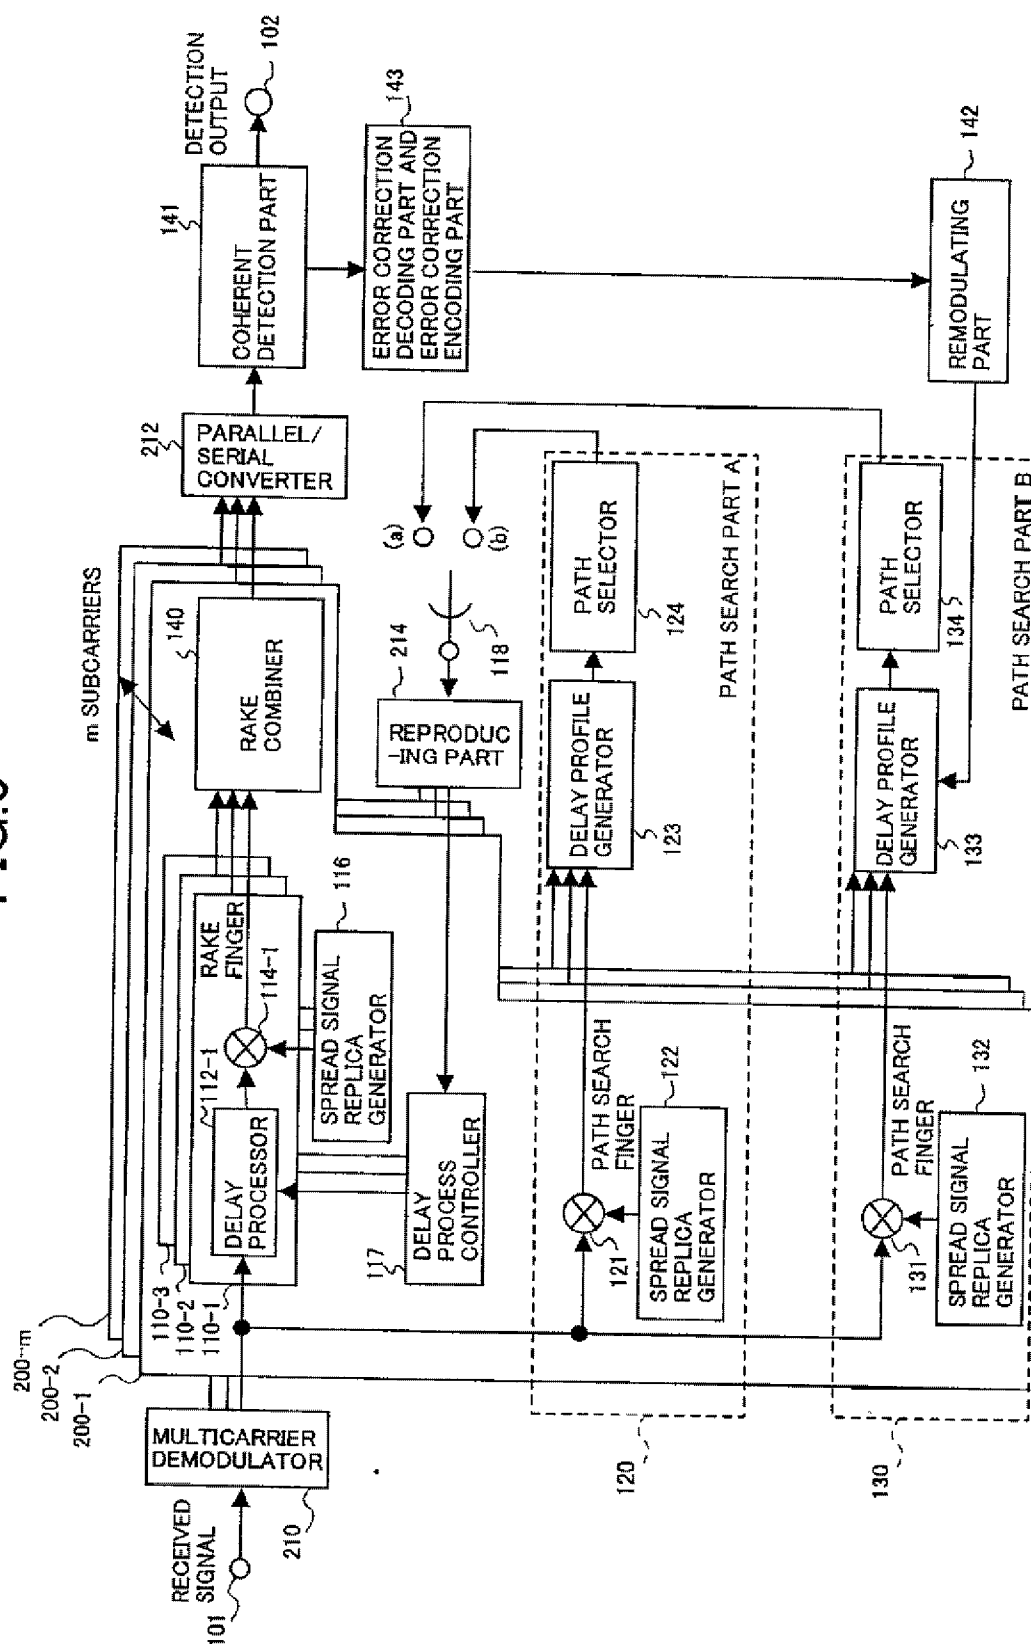 RECEIVED
SIGNAL
101
MULTICARRIER
DEMODULATOR
210
200-m
200-2
200-1
m SUBCARRIERS
110-3
110-2
110-1
RAKE
FINGER
112-1
DELAY
PROCESSOR
114-1
116
SPREAD SIGNAL
REPLICA
GENERATOR
117
DELAY
PROCESS
CONTROLLER
140
RAKE
COMBINER
212
PARALLEL/
SERIAL
CONVERTER
141
COHERENT
DETECTION PART
DETECTION
OUTPUT
102
143
ERROR CORRECTION
DECODING PART AND
ERROR CORRECTION
ENCODING PART
214
REPRODUC
-ING PART
118
(a)
(b)
120
121
PATH SEARCH
FINGER
122
SPREAD SIGNAL
REPLICA
GENERATOR
DELAY PROFILE
GENERATOR
123
PATH
SELECTOR
124
PATH SEARCH PART A
130
131
PATH SEARCH
FINGER
132
SPREAD SIGNAL
REPLICA
GENERATOR
DELAY PROFILE
GENERATOR
133
PATH
SELECTOR
134
PATH SEARCH PART B
142
REMODULATING
PART